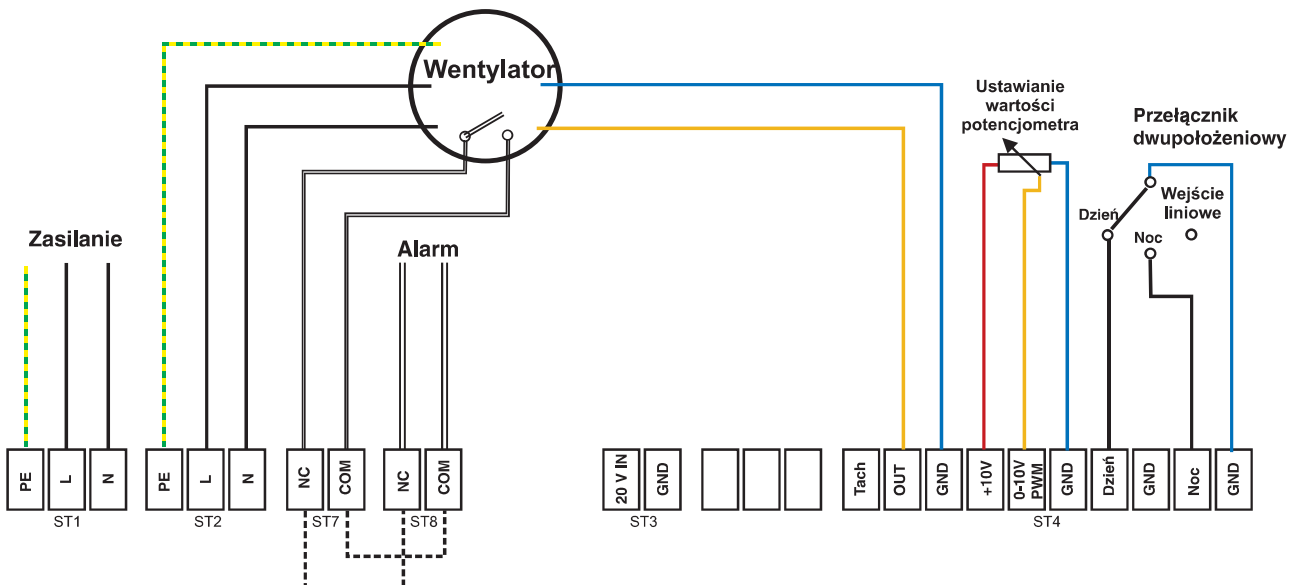 Wentylator
Ustawianie
wartości
potencjometra
Przełącznik
dwupołożeniowy
Wejście
liniowe
Dzień
Noc
Zasilanie
Alarm
PE
L
N
PE
L
N
NC
COM
NC
COM
20 V IN
GND
Tach
OUT
GND
+10V
0-10V
PWM
GND
Dzień
GND
Noc
GND
ST1
ST2
ST7
ST8
ST3
ST4